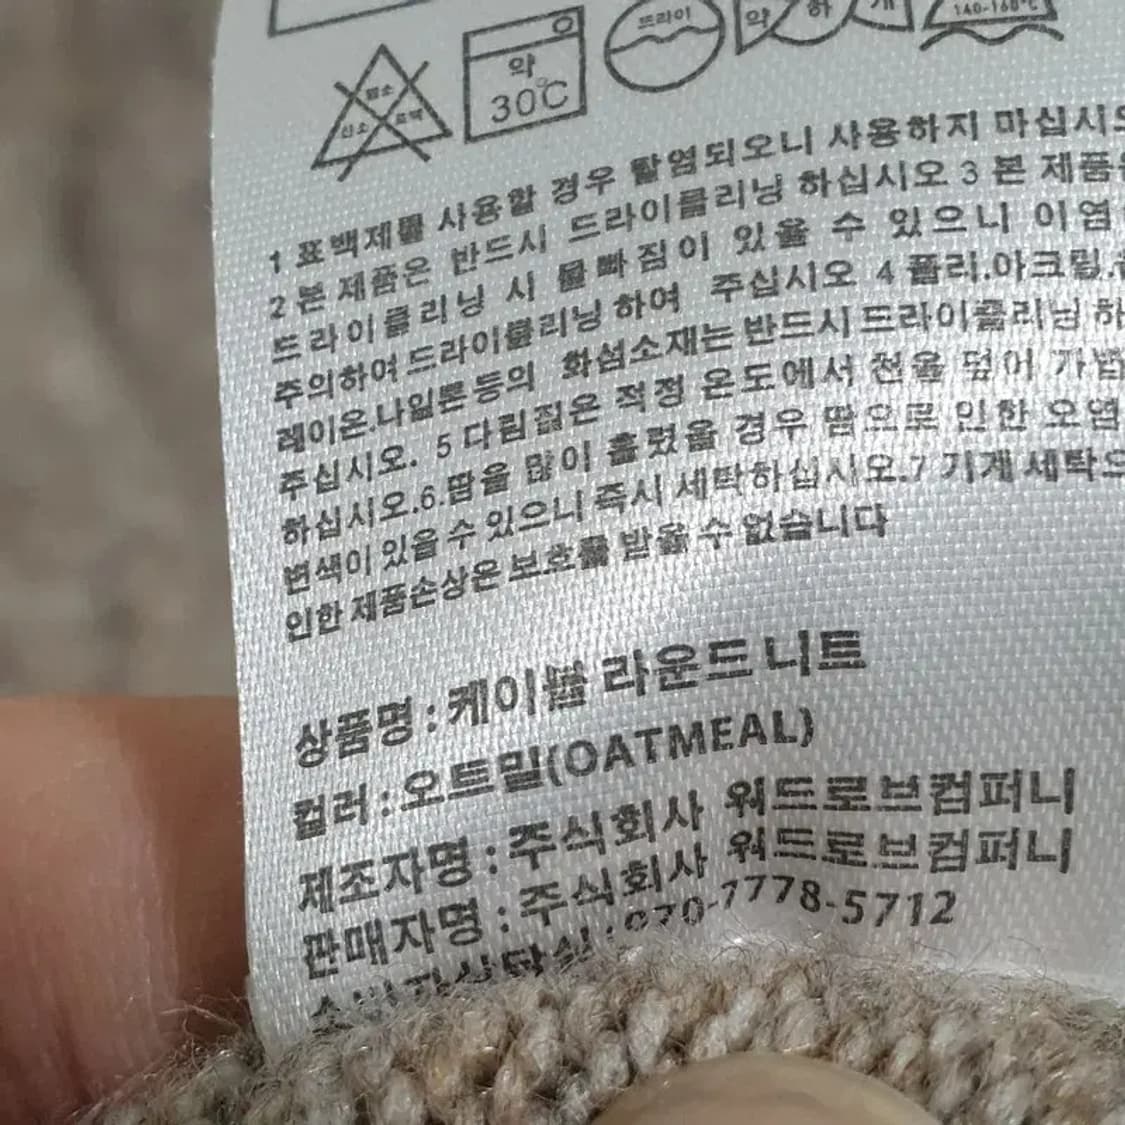 염소 산소 표백
약
30℃
드라이
약 하
140-160℃
1 표백제를 사용할 경우 탈염되오니 사용하지 마십시오
2 본 제품은 반드시 드라이클리닝 하십시오 3 본 제품은
드라이클리닝 시 물빠짐이 있을 수 있으니 이염
주의하여 드라이클리닝 하여 주십시오 4 폴리.아크릴.
레이온.나일론등의 화섬소재는 반드시 드라이클리닝 하
주십시오. 5 다림질은 적정 온도에서 천을 덮어 가볍
하십시오.6.땀을 많이 흘렸을 경우 땀으로 인한 오염
변색이 있을 수 있으니 즉시 세탁하십시오.7 기계 세탁으
인한 제품손상은 보호를 받을 수 없습니다
상품명 : 케이블 라운드 니트
컬러 : 오트밀(OATMEAL)
제조자명 : 주식회사 워드로브컴퍼니
판매자명 : 주식회사 워드로브컴퍼니
소비자상담실 : 070-7778-5712